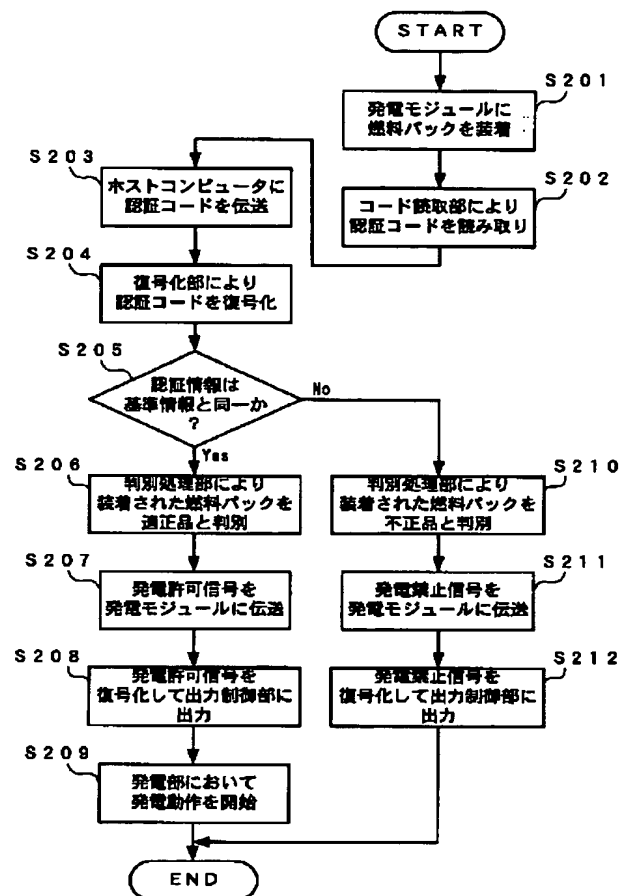 START
S201
発電モジュールに
燃料パックを装着
S202
コード読取部により
認証コードを読み取り
S203
ホストコンピュータに
認証コードを伝送
S204
復号化部により
認証コードを復号化
S205
認証情報は
基準情報と同一か
?
No
Yes
S206
判別処理部により
装着された燃料パックを
適正品と判別
S207
発電許可信号を
発電モジュールに伝送
S208
発電許可信号を
復号化して出力制御部に
出力
S209
発電部において
発電動作を開始
S210
判別処理部により
装着された燃料パックを
不正品と判別
S211
発電禁止信号を
発電モジュールに伝送
S212
発電禁止信号を
復号化して出力制御部に
出力
END